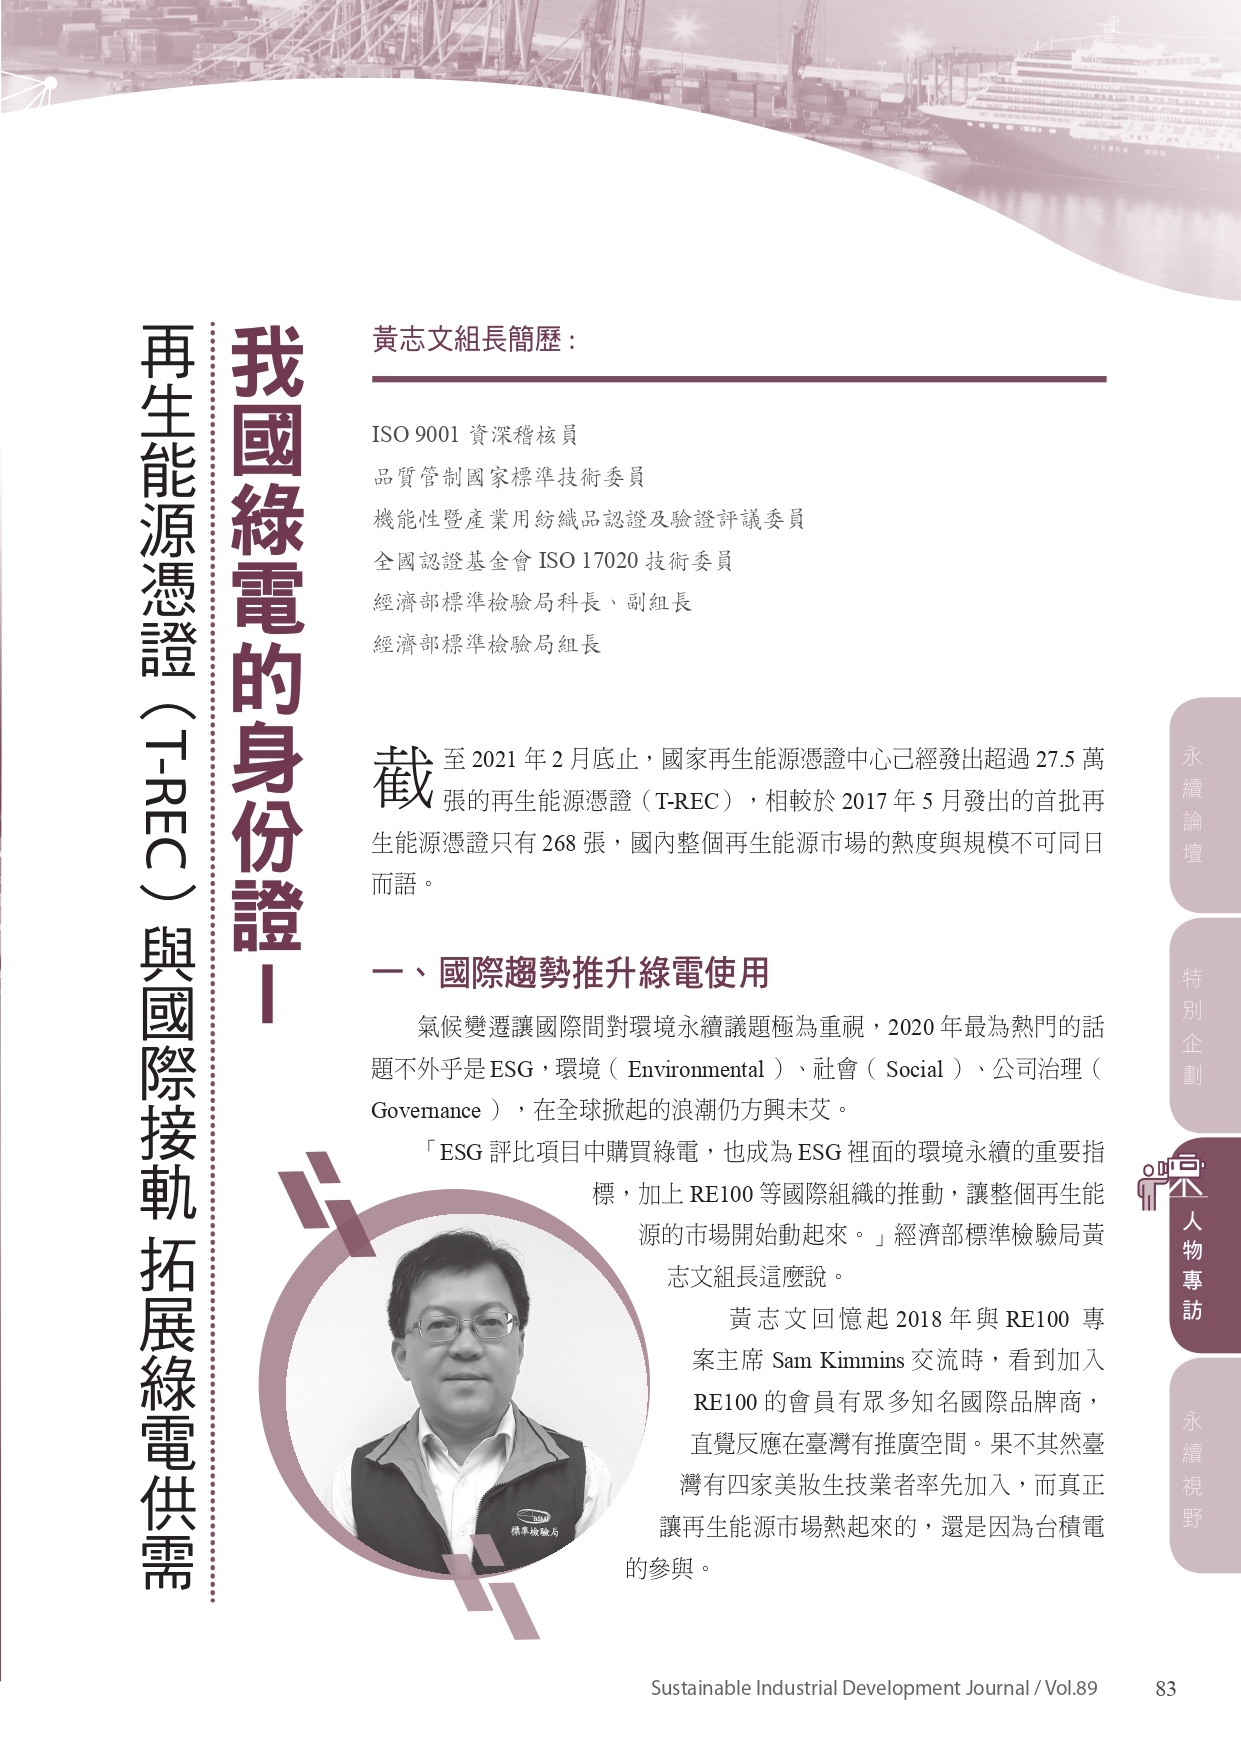 我國綠電的身份證—
再生能源憑證（T-REC）與國際接軌 拓展綠電供需
黃志文組長簡歷：
ISO 9001 資深稽核員
品質管制國家標準技術委員
機能性暨產業用紡織品認證及驗證評議委員
全國認證基金會 ISO 17020 技術委員
經濟部標準檢驗局科長、副組長
經濟部標準檢驗局組長
截至 2021 年 2 月底止，國家再生能源憑證中心已經發出超過 27.5 萬
張的再生能源憑證（T-REC），相較於 2017 年 5 月發出的首批再
生能源憑證只有 268 張，國內整個再生能源市場的熱度與規模不可同日
而語。
一、國際趨勢推升綠電使用
氣候變遷讓國際間對環境永續議題極為重視，2020 年最為熱門的話
題不外乎是 ESG，環境（ Environmental ）、社會（ Social ）、公司治理（
Governance ），在全球掀起的浪潮仍方興未艾。
「ESG 評比項目中購買綠電，也成為 ESG 裡面的環境永續的重要指
標，加上 RE100 等國際組織的推動，讓整個再生能
源的市場開始動起來。」經濟部標準檢驗局黃
志文組長這麼說。
黃志文回憶起 2018 年與 RE100 專
案主席 Sam Kimmins 交流時，看到加入
RE100 的會員有眾多知名國際品牌商，
直覺反應在臺灣有推廣空間。果不其然臺
灣有四家美妝生技業者率先加入，而真正
讓再生能源市場熱起來的，還是因為台積電
的參與。
BSMI
標準檢驗局
永續論壇
特別企劃
人物專訪
永續視野
Sustainable Industrial Development Journal / Vol.89
83